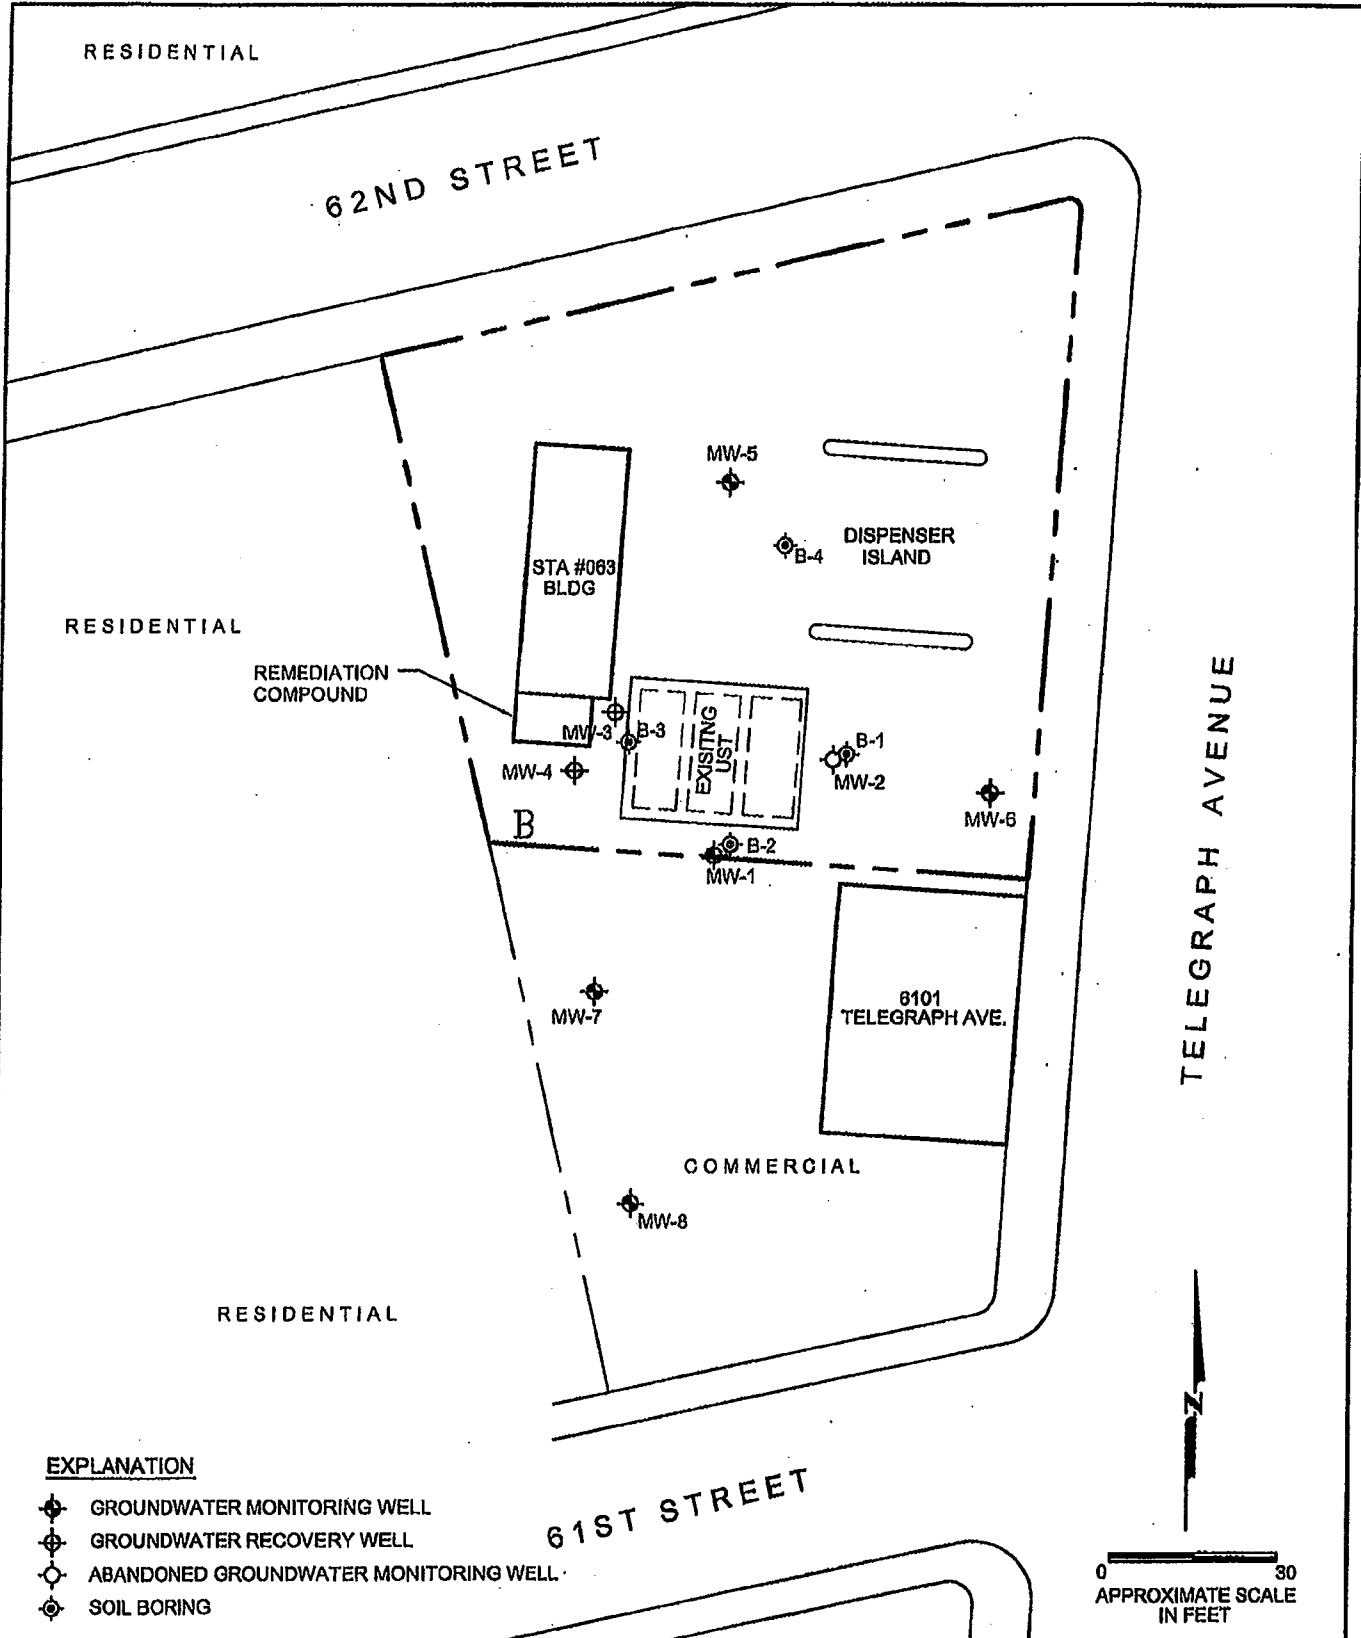 RESIDENTIAL
62ND STREET
MW-5
B-4
DISPENSER
ISLAND
STA #063
BLDG
RESIDENTIAL
REMEDIATION
COMPOUND
MW-3
B-3
EXISITNG
UST
B-1
MW-2
MW-4
MW-6
B
B-2
MW-1
TELEGRAPH AVENUE
6101
TELEGRAPH AVE.
MW-7
COMMERCIAL
MW-8
RESIDENTIAL
N
61ST STREET
EXPLANATION
GROUNDWATER MONITORING WELL
GROUNDWATER RECOVERY WELL
ABANDONED GROUNDWATER MONITORING WELL
SOIL BORING
0 30
APPROXIMATE SCALE
IN FEET